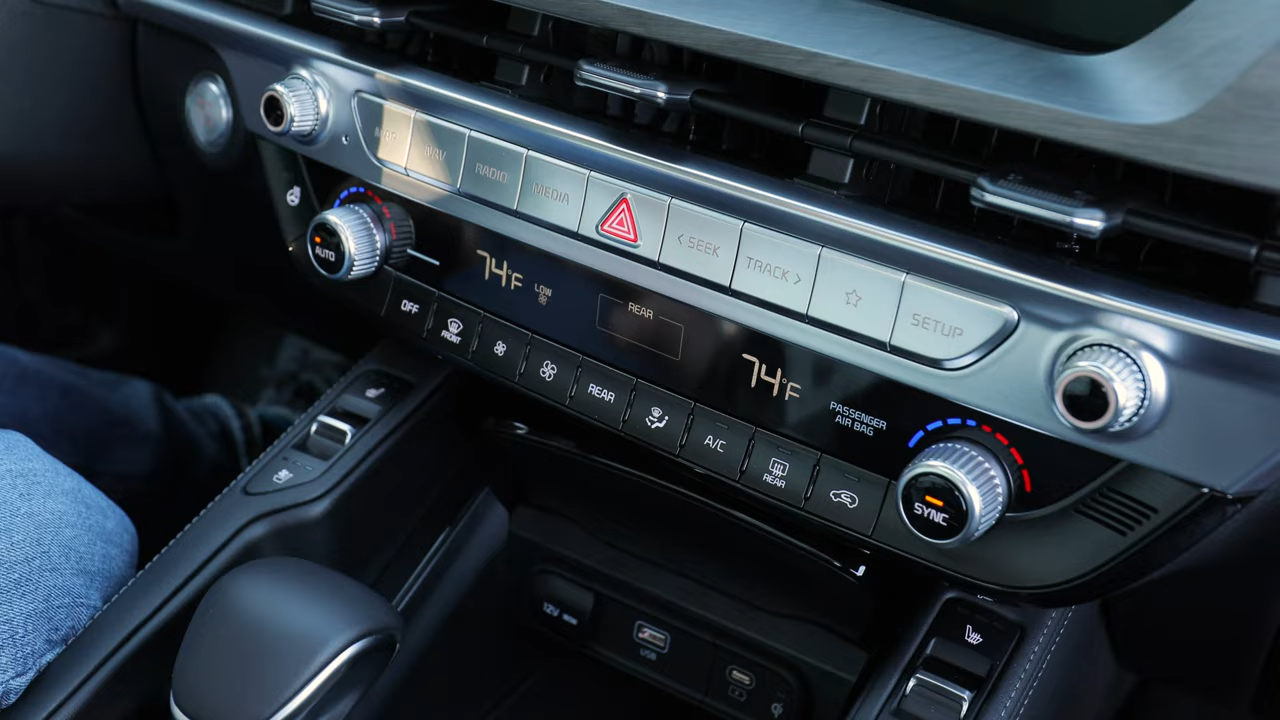 MAP
NAV
RADIO
MEDIA
< SEEK
TRACK >
☆
SETUP
AUTO
74°F
LOW
REAR
74°F
PASSENGER
AIR BAG
SYNC
OFF
FRONT
REAR
A/C
REAR
12V
USB